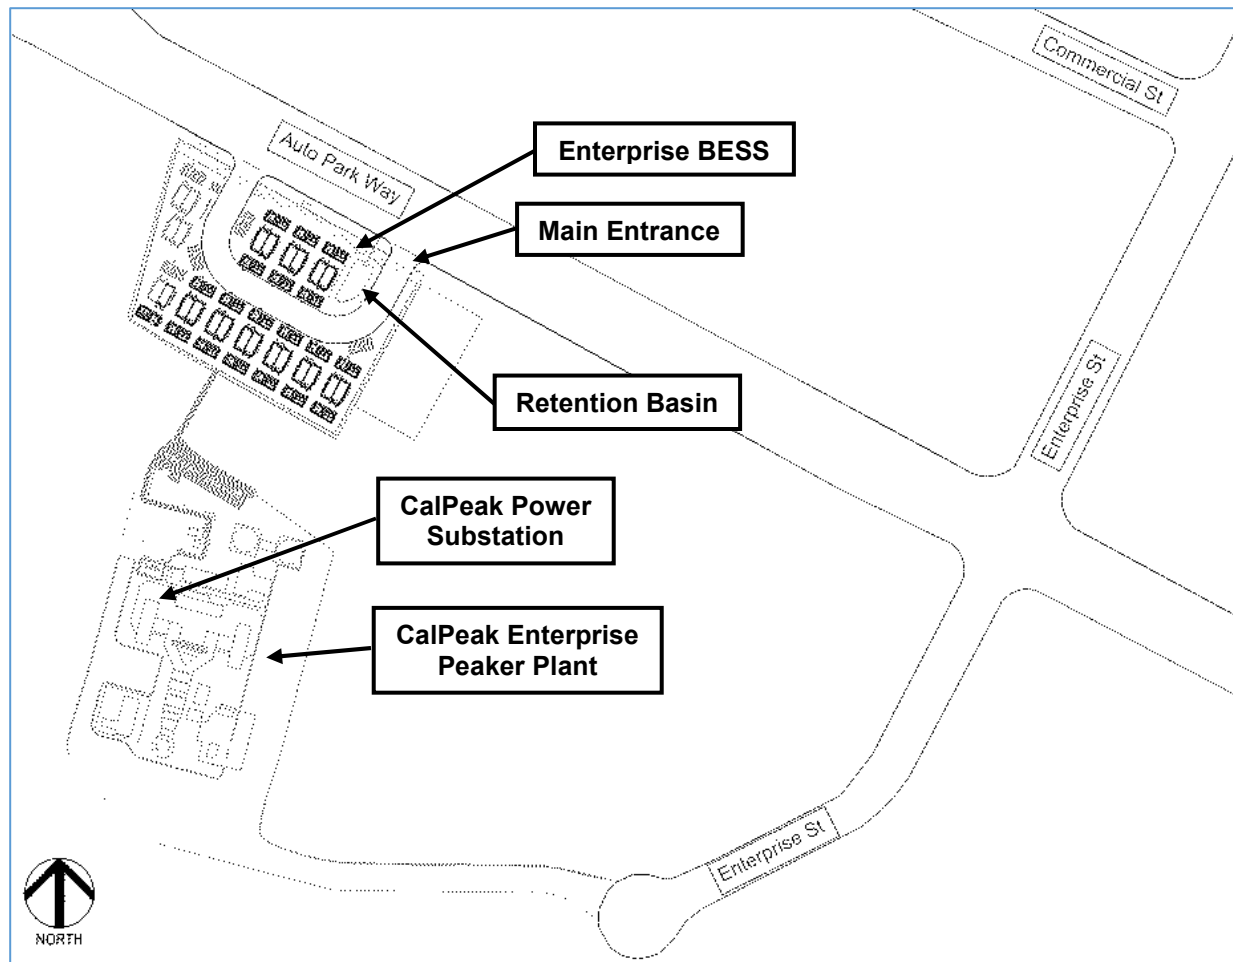 Commercial St
Auto Park Way
Enterprise BESS
Main Entrance
Retention Basin
Enterprise St
CalPeak Power
Substation
CalPeak Enterprise
Peaker Plant
Enterprise St
NORTH